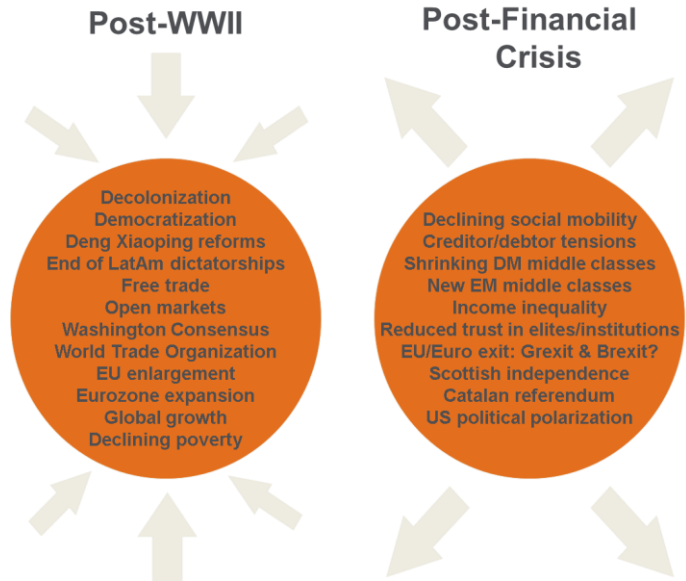 Post-WWII
Decolonization
Democratization
Deng Xiaoping reforms
End of LatAm dictatorships
Free trade
Open markets
Washington Consensus
World Trade Organization
EU enlargement
Eurozone expansion
Global growth
Declining poverty
Post-Financial
Crisis
Declining social mobility
Creditor/debtor tensions
Shrinking DM middle classes
New EM middle classes
Income inequality
Reduced trust in elites/institutions
EU/Euro exit: Grexit & Brexit?
Scottish independence
Catalan referendum
US political polarization